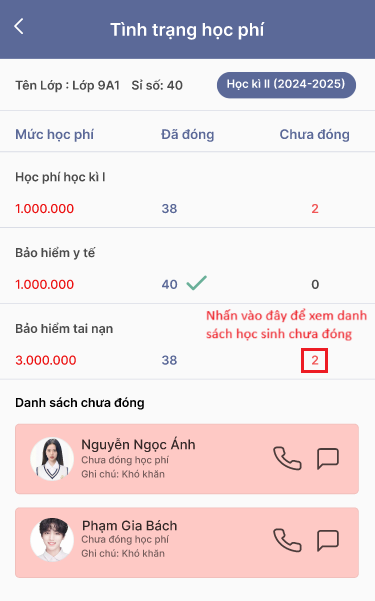 Tình trạng học phí
Tên Lớp : Lớp 9A1 Sỉ số: 40 Học kì II (2024-2025)
Mức học phí Đã đóng Chưa đóng
Học phí học kì I
1.000.000 38 2
Bảo hiểm y tế
1.000.000 40 0
Bảo hiểm tai nạn
Nhấn vào đây để xem danh
sách học sinh chưa đóng
3.000.000 38 2
Danh sách chưa đóng
Nguyễn Ngọc Ánh
Chưa đóng học phí
Ghi chú: Khó khăn
Phạm Gia Bách
Chưa đóng học phí
Ghi chú: Khó khăn